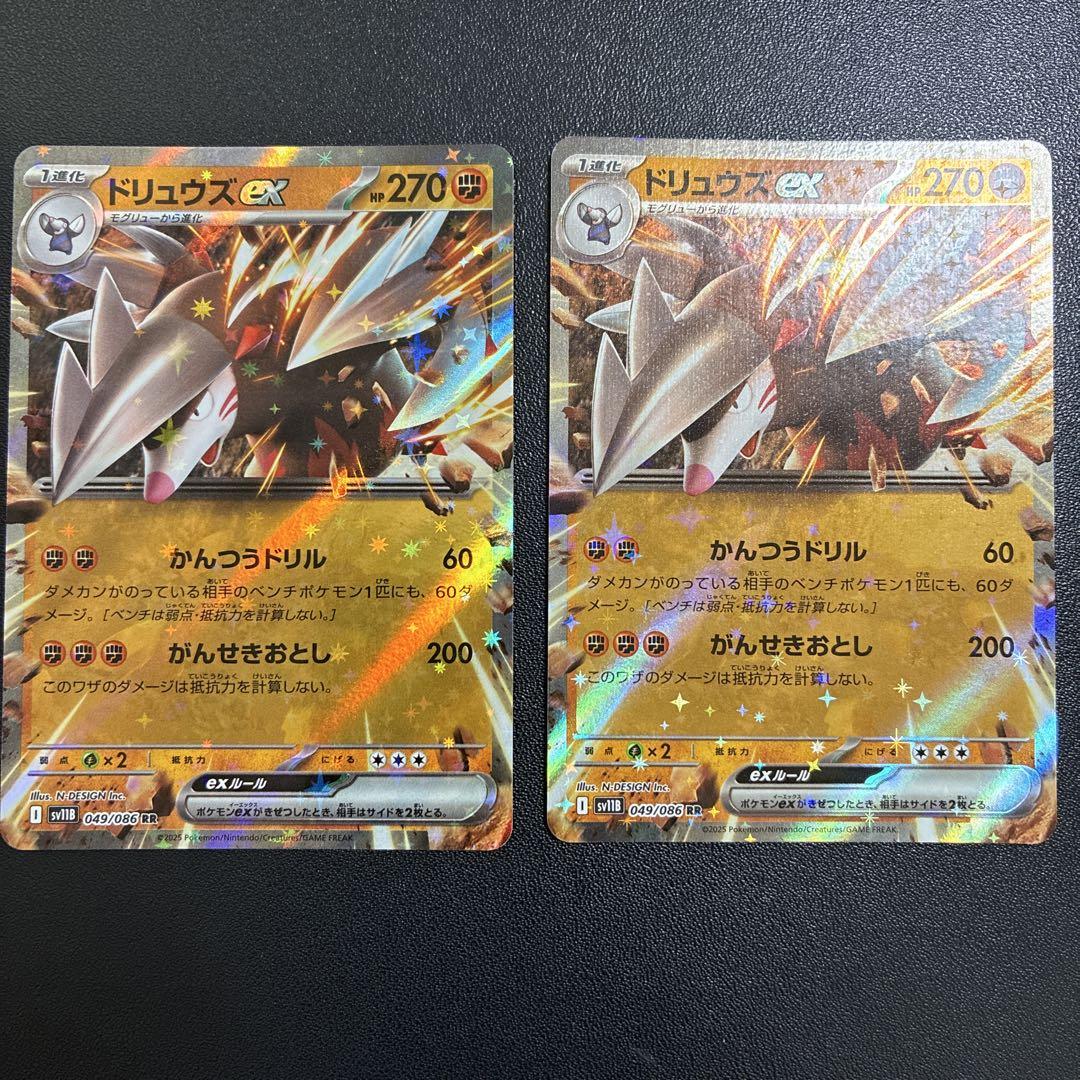 1進化
ドリュウズex
HP 270
モグリューから進化
かんつうドリル 60
ダメカンがのっている相手のベンチポケモン1匹にも、60ダ
メージ。[ベンチは弱点・抵抗力を計算しない。]
がんせきおとし 200
このワザのダメージは抵抗力を計算しない。
弱点 ×2 抵抗力 にげる
exルール
ポケモンexがきぜつしたとき、相手はサイドを2枚とる。
Illus. N-DESIGN Inc.
I sv11B 049/086 RR
©2025 Pokémon/Nintendo/Creatures/GAME FREAK.
1進化
ドリュウズex
HP 270
モグリューから進化
かんつうドリル 60
ダメカンがのっている相手のベンチポケモン1匹にも、60ダ
メージ。[ベンチは弱点・抵抗力を計算しない。]
がんせきおとし 200
このワザのダメージは抵抗力を計算しない。
弱点 ×2 抵抗力 にげる
exルール
ポケモンexがきぜつしたとき、相手はサイドを2枚とる。
Illus. N-DESIGN Inc.
I sv11B 049/086 RR
©2025 Pokémon/Nintendo/Creatures/GAME FREAK.